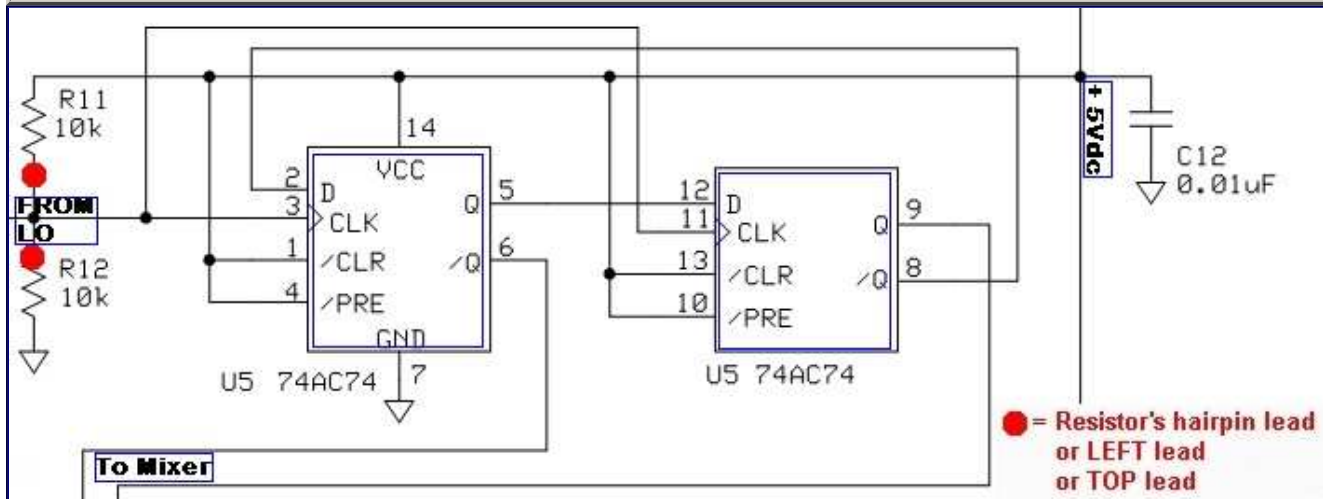 R11
10k
FROM
LO
R12
10k
14
VCC
2
D
3
CLK
1
/CLR
4
/PRE
GND
7
Q
5
/Q
6
U5 74AC74
12
D
11
CLK
13
/CLR
10
/PRE
Q
9
/Q
8
U5 74AC74
+ 5Vdc
C12
0.01uF
To Mixer
= Resistor's hairpin lead
or LEFT lead
or TOP lead